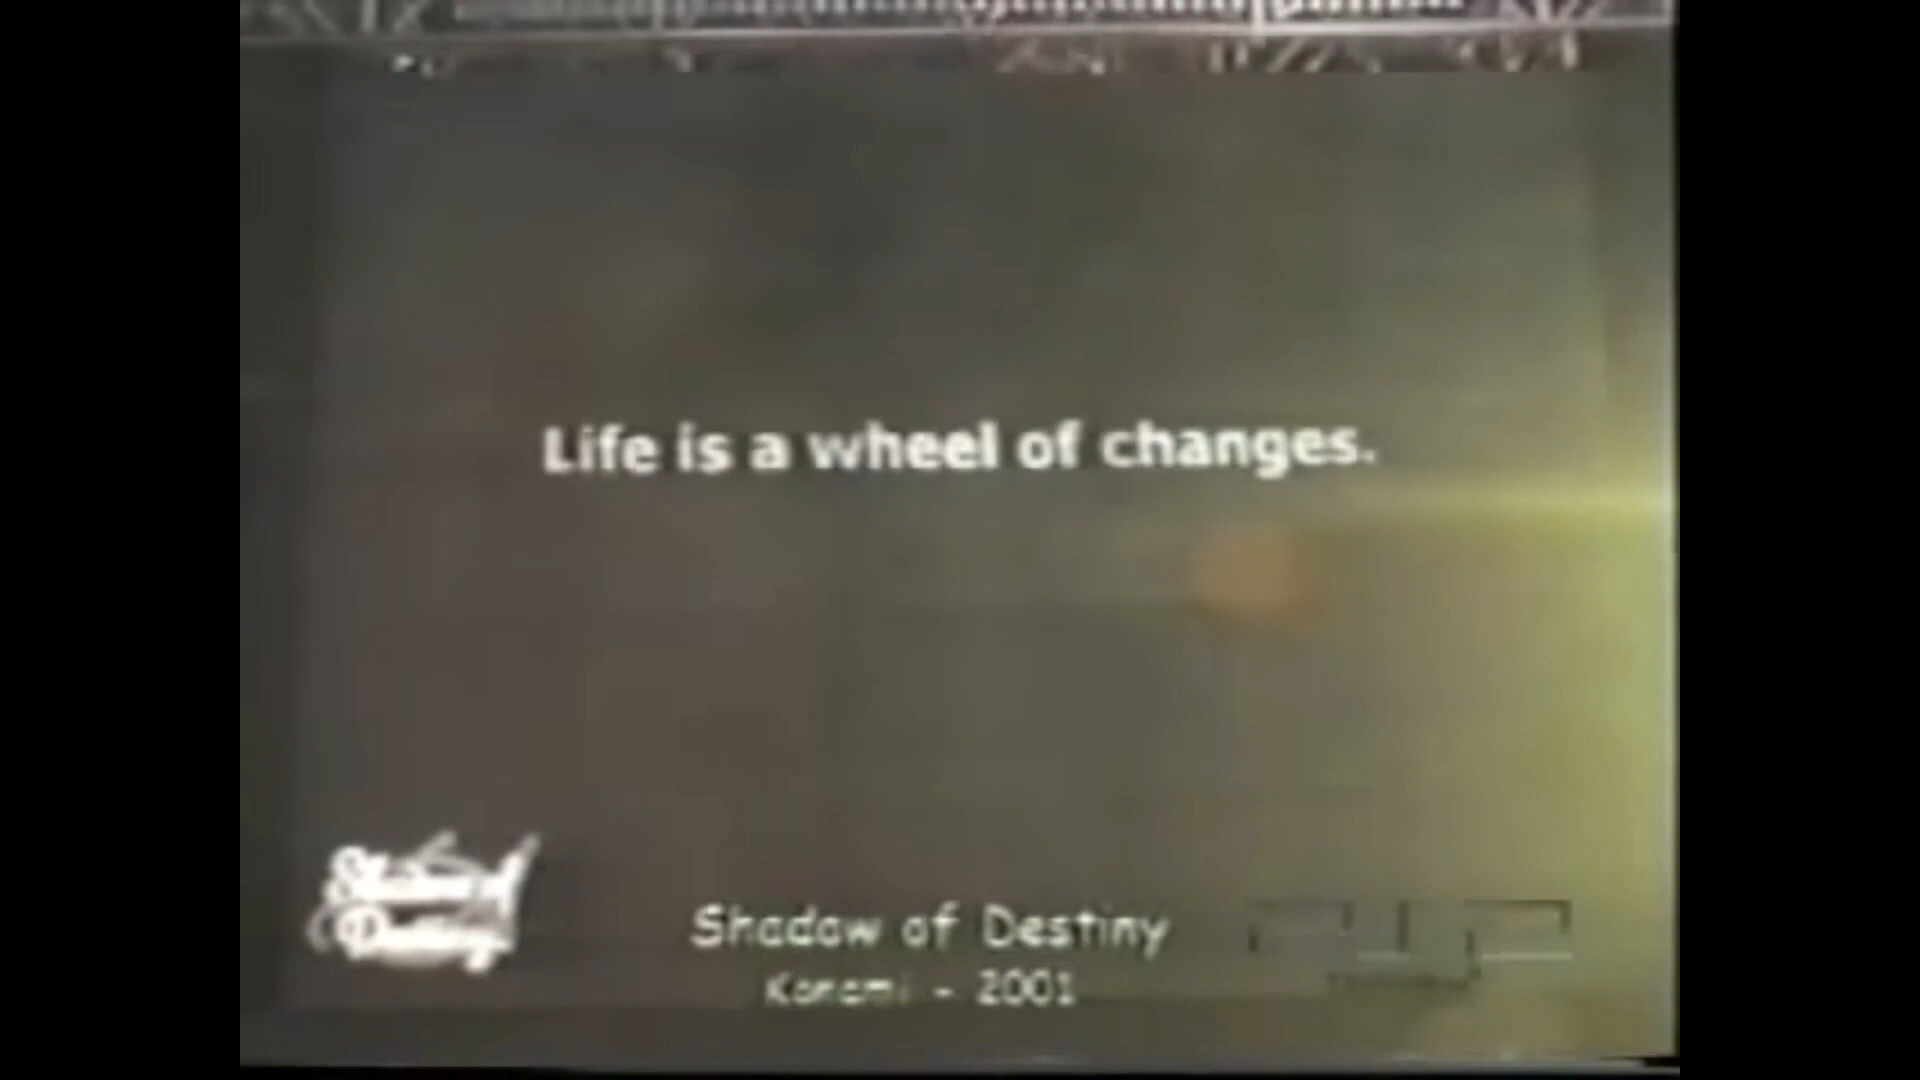 Life is a wheel of changes.
Shadow of Destiny
Konami - 2001